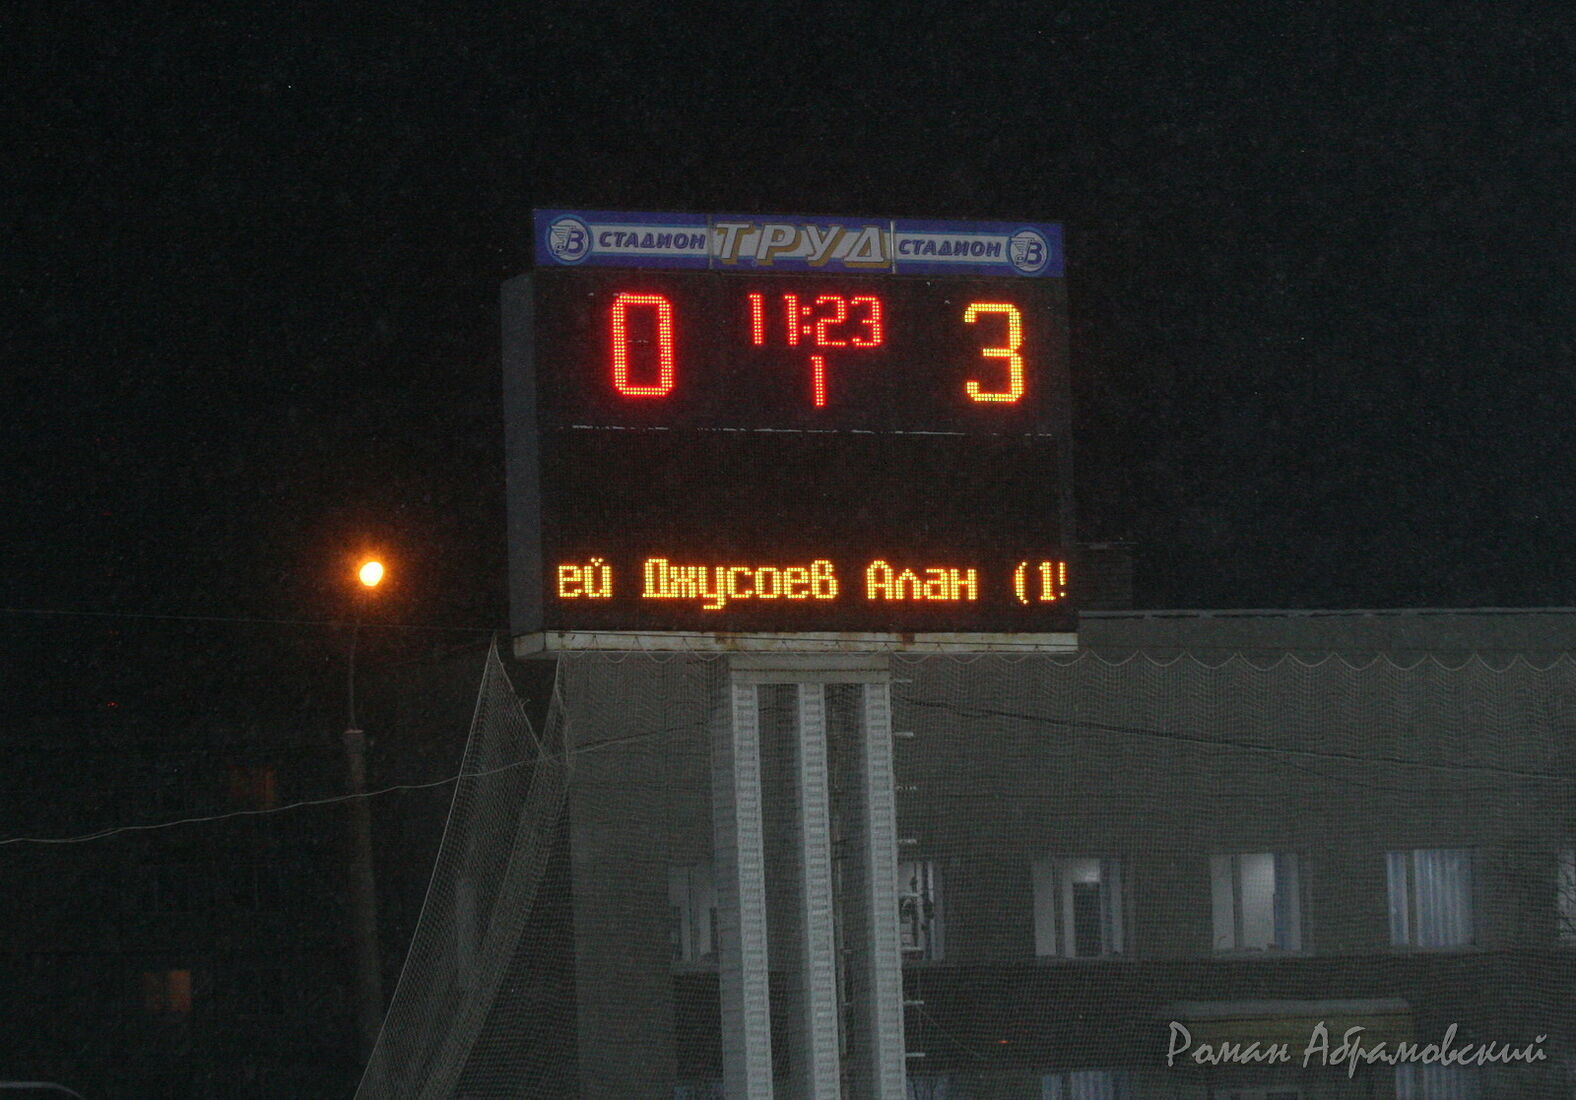 В СТАДИОН ТРУД СТАДИОН В
0 11:23 3
1
ей Джусоев Алан (1
Роман Абрамовский